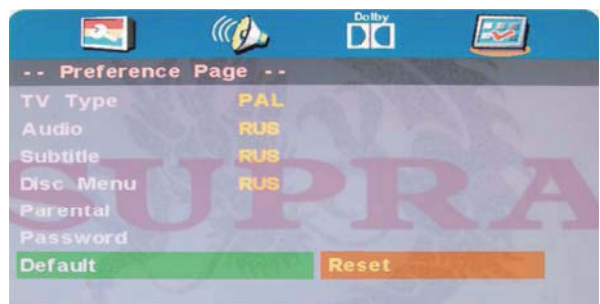 Dolby
-- Preference Page --
TV Type PAL
Audio RUS
Subtitle RUS
Disc Menu RUS
Parental
Password
Default Reset
SUPRA